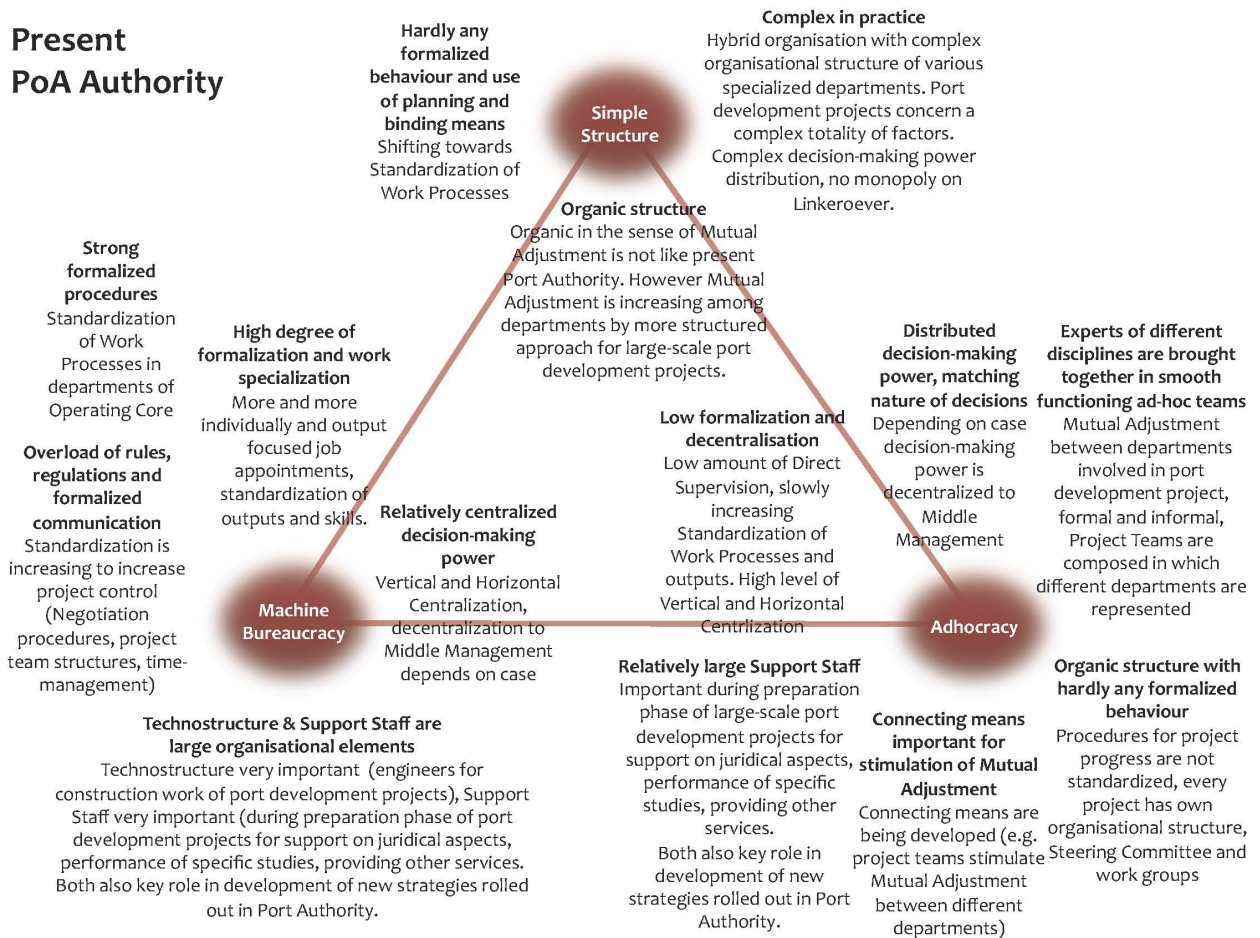 Present
PoA Authority
Hardly any
formalized
behaviour and use
of planning and
binding means
Shifting towards
Standardization of
Work Processes
Simple
Structure
Complex in practice
Hybrid organisation with complex
organisational structure of various
specialized departments. Port
development projects concern a
complex totality of factors.
Complex decision-making power
distribution, no monopoly on
Linkeroever.
Organic structure
Organic in the sense of Mutual
Adjustment is not like present
Port Authority. However Mutual
Adjustment is increasing among
departments by more structured
approach for large-scale port
development projects.
Strong
formalized
procedures
Standardization
of Work
Processes in
departments of
Operating Core
High degree of
formalization and work
specialization
More and more
individually and output
focused job
appointments,
standardization of
outputs and skills.
Distributed
decision-making
power, matching
nature of decisions
Depending on case
decision-making
power is
decentralized to
Middle
Management
Experts of different
disciplines are brought
together in smooth
functioning ad-hoc teams
Mutual Adjustment
between departments
involved in port
development project,
formal and informal,
Project Teams are
composed in which
different departments are
represented
Overload of rules,
regulations and
formalized
communication
Standardization is
increasing to increase
project control
(Negotiation
procedures, project
team structures, time-
management)
Relatively centralized
decision-making
power
Vertical and Horizontal
Centralization,
decentralization to
Middle Management
depends on case
Low formalization and
decentralisation
Low amount of Direct
Supervision, slowly
increasing
Standardization of
Work Processes and
outputs. High level of
Vertical and Horizontal
Centrlization
Machine
Bureaucracy
Adhocracy
Technostructure & Support Staff are
large organisational elements
Technostructure very important (engineers for
construction work of port development projects), Support
Staff very important (during preparation phase of port
development projects for support on juridical aspects,
performance of specific studies, providing other services.
Both also key role in development of new strategies rolled
out in Port Authority.
Relatively large Support Staff
Important during preparation
phase of large-scale port
development projects for
support on juridical aspects,
performance of specific
studies, providing other
services.
Both also key role in
development of new
strategies rolled out in Port
Authority.
Connecting means
important for
stimulation of Mutual
Adjustment
Connecting means are
being developed (e.g.
project teams stimulate
Mutual Adjustment
between different
departments)
Organic structure with
hardly any formalized
behaviour
Procedures for project
progress are not
standardized, every
project has own
organisational structure,
Steering Committee and
work groups